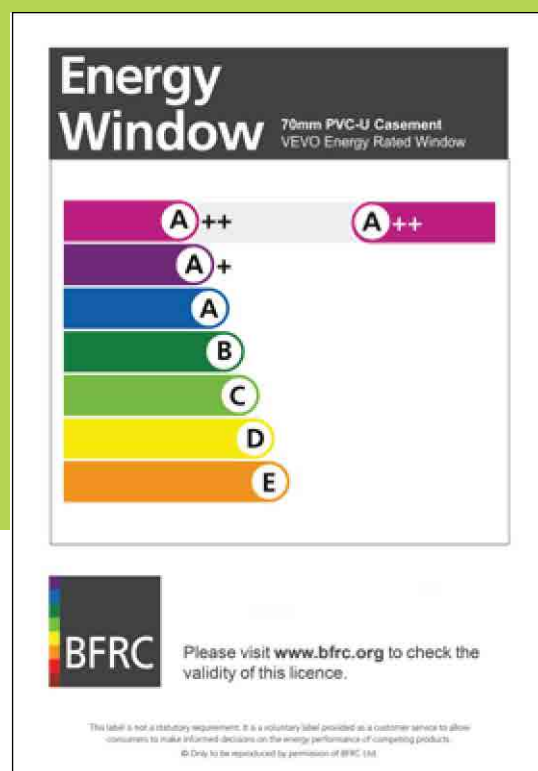 Energy
Window
70mm PVC-U Casement
VEVO Energy Rated Window
A++ A++
A+
A
B
C
D
E
BFRC
Please visit www.bfrc.org to check the
validity of this licence.
This label is not a statutory requirement. It is a voluntary label provided as a customer service to allow
consumers to make informed decisions on the energy performance of competing products.
© Only to be reproduced by permission of BFRC Ltd.